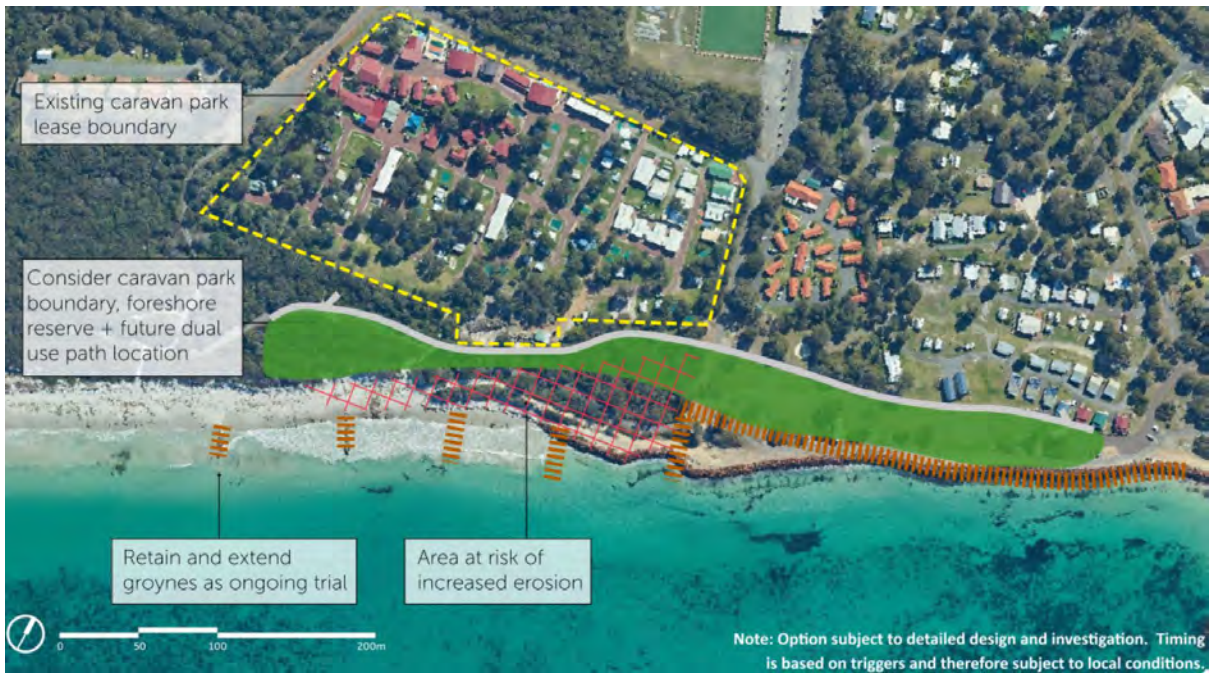 Existing caravan park
lease boundary
Consider caravan park
boundary, foreshore
reserve + future dual
use path location
Retain and extend
groynes as ongoing trial
Area at risk of
increased erosion
0 50 100 200m
Note: Option subject to detailed design and investigation. Timing
is based on triggers and therefore subject to local conditions.